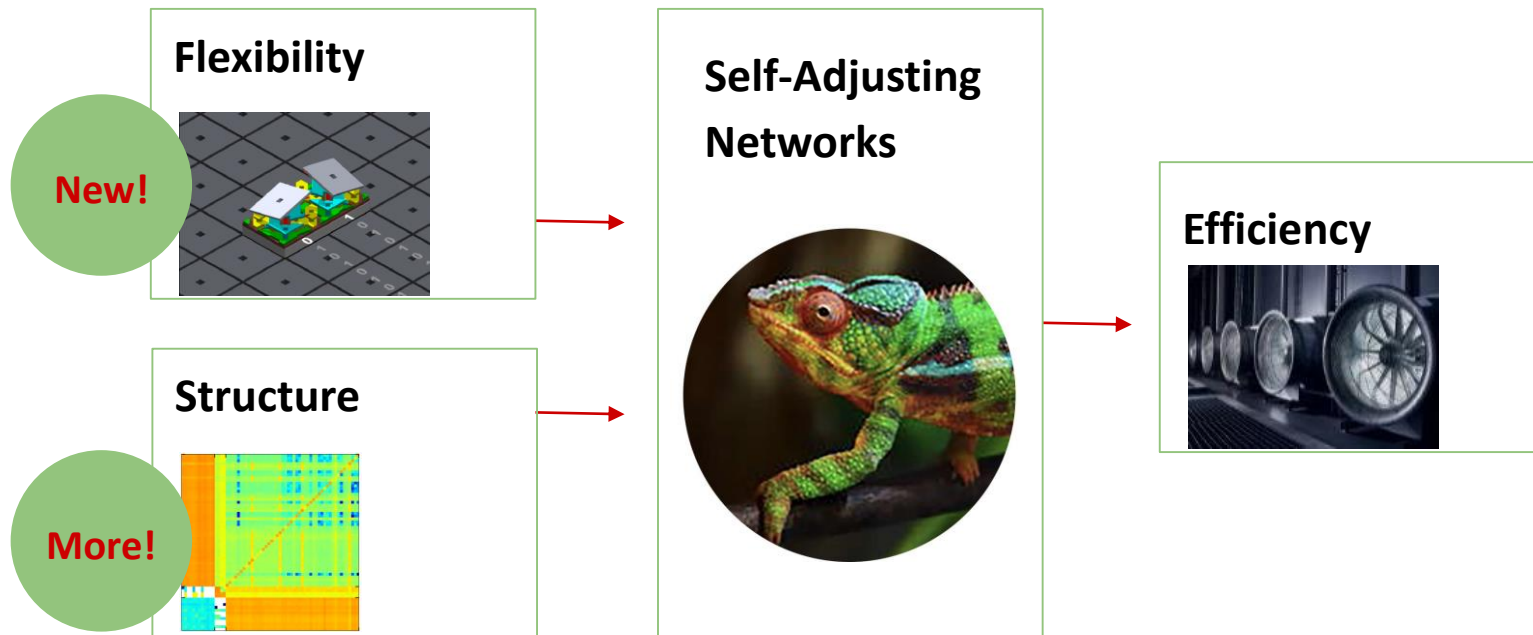 Flexibility
New!
Structure
More!
Self-Adjusting
Networks
Efficiency